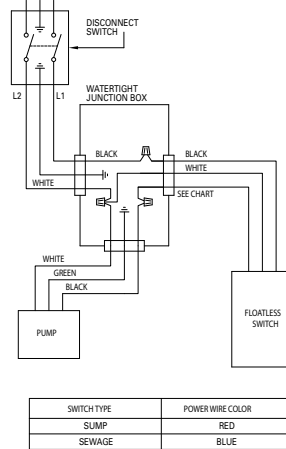 DISCONNECT
SWITCH
L2
L1
WATERTIGHT
JUNCTION BOX
BLACK
BLACK
WHITE
WHITE
SEE CHART
WHITE
GREEN
BLACK
PUMP
FLOATLESS
SWITCH
SWITCH TYPE POWER WIRE COLOR
SUMP RED
SEWAGE BLUE